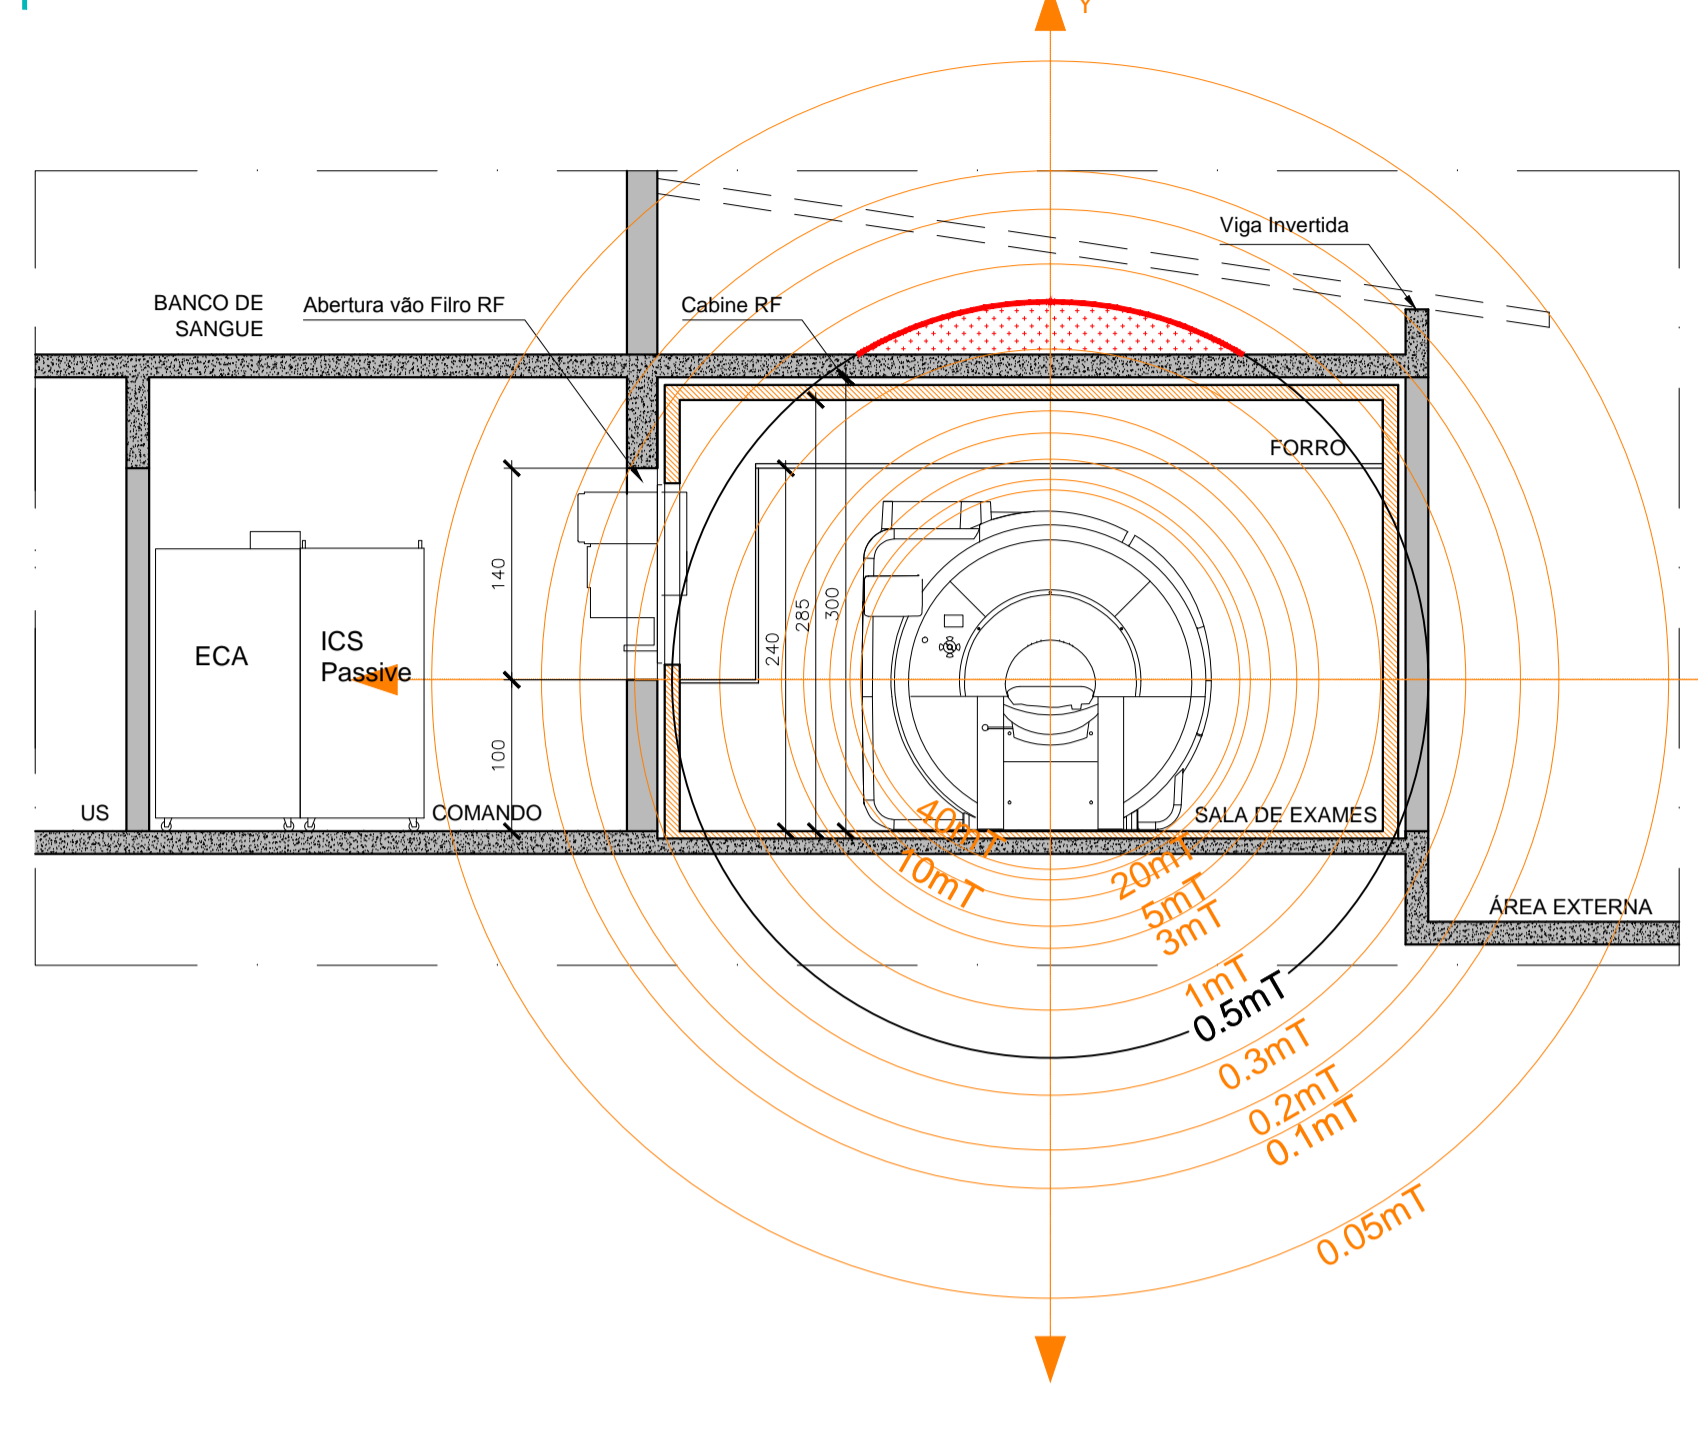 Y
Viga Invertida
BANCO DE
SANGUE
Abertura vão Filro RF
Cabine RF
FORRO
140
285
300
240
ECA
ICS
Passive
100
US
COMANDO
SALA DE EXAMES
40mT
10mT
20mT
5mT
3mT
ÁREA EXTERNA
1mT
0.5mT
0.3mT
0.2mT
0.1mT
0.05mT